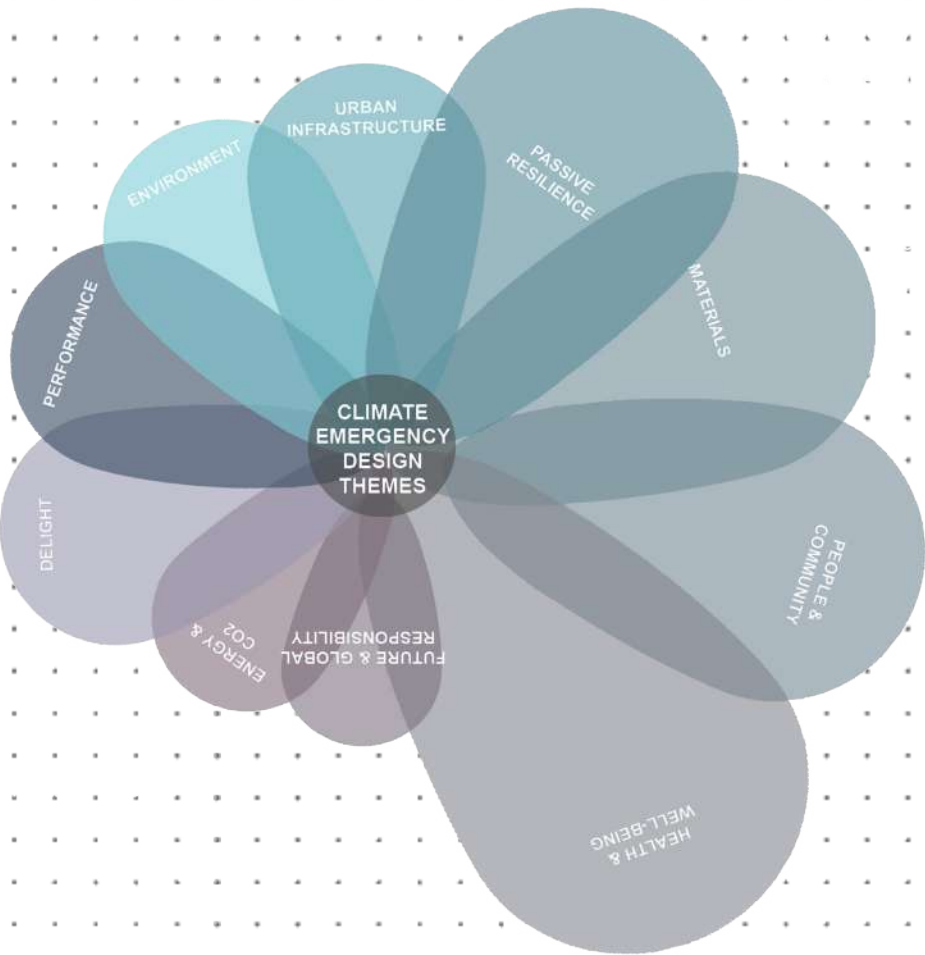 URBAN
INFRASTRUCTURE
PASSIVE
RESILIENCE
ENVIRONMENT
MATERIALS
PERFORMANCE
CLIMATE
EMERGENCY
DESIGN
THEMES
DELIGHT
PEOPLE &
COMMUNITY
ENERGY &
CO2
FUTURE & GLOBAL
RESPONSIBILITY
HEALTH &
WELL-BEING